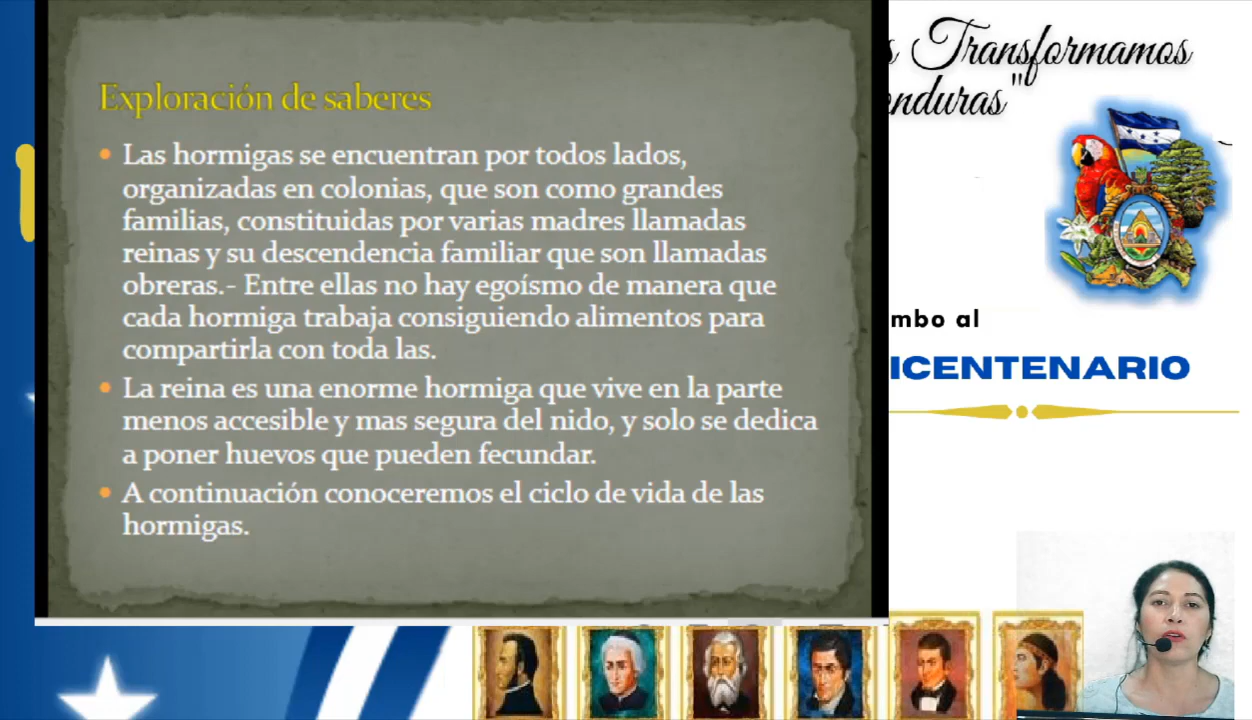 Exploración de saberes
Las hormigas se encuentran por todos lados,
organizadas en colonias, que son como grandes
familias, constituidas por varias madres llamadas
reinas y su descendencia familiar que son llamadas
obreras.- Entre ellas no hay egoísmo de manera que
cada hormiga trabaja consiguiendo alimentos para
compartirla con toda las.
La reina es una enorme hormiga que vive en la parte
menos accesible y mas segura del nido, y solo se dedica
a poner huevos que pueden fecundar.
A continuación conoceremos el ciclo de vida de las
hormigas.
s Transformamos
onduras"
mbo al
ICENTENARIO